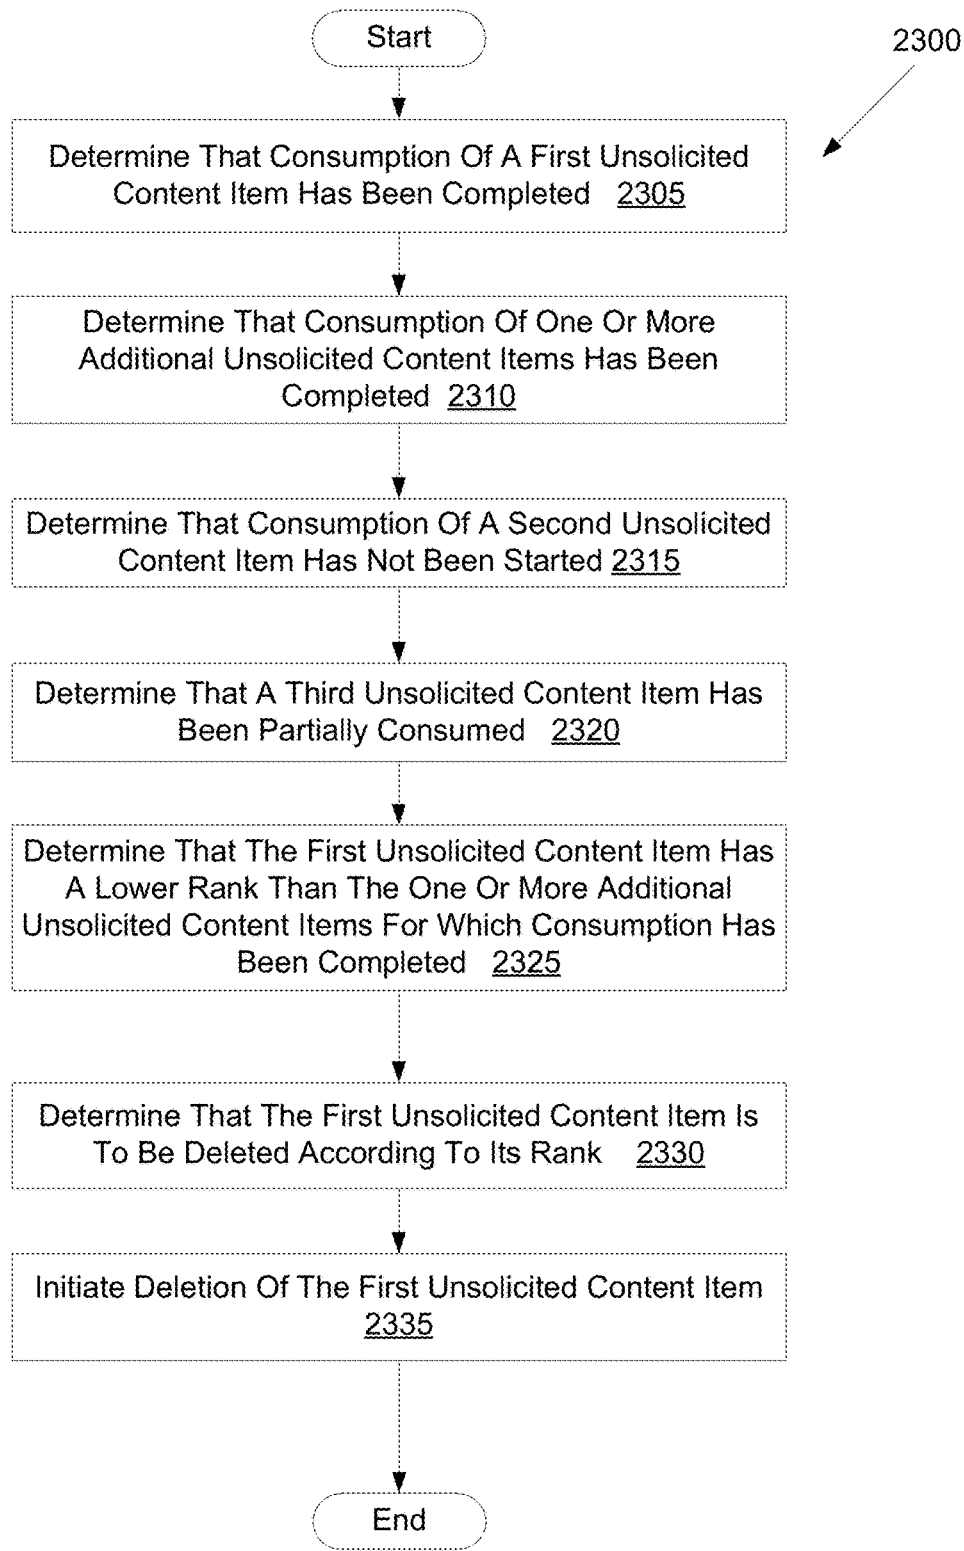 Start
2300
Determine That Consumption Of A First Unsolicited
Content Item Has Been Completed 2305
Determine That Consumption Of One Or More
Additional Unsolicited Content Items Has Been
Completed 2310
Determine That Consumption Of A Second Unsolicited
Content Item Has Not Been Started 2315
Determine That A Third Unsolicited Content Item Has
Been Partially Consumed 2320
Determine That The First Unsolicited Content Item Has
A Lower Rank Than The One Or More Additional
Unsolicited Content Items For Which Consumption Has
Been Completed 2325
Determine That The First Unsolicited Content Item Is
To Be Deleted According To Its Rank 2330
Initiate Deletion Of The First Unsolicited Content Item
2335
End